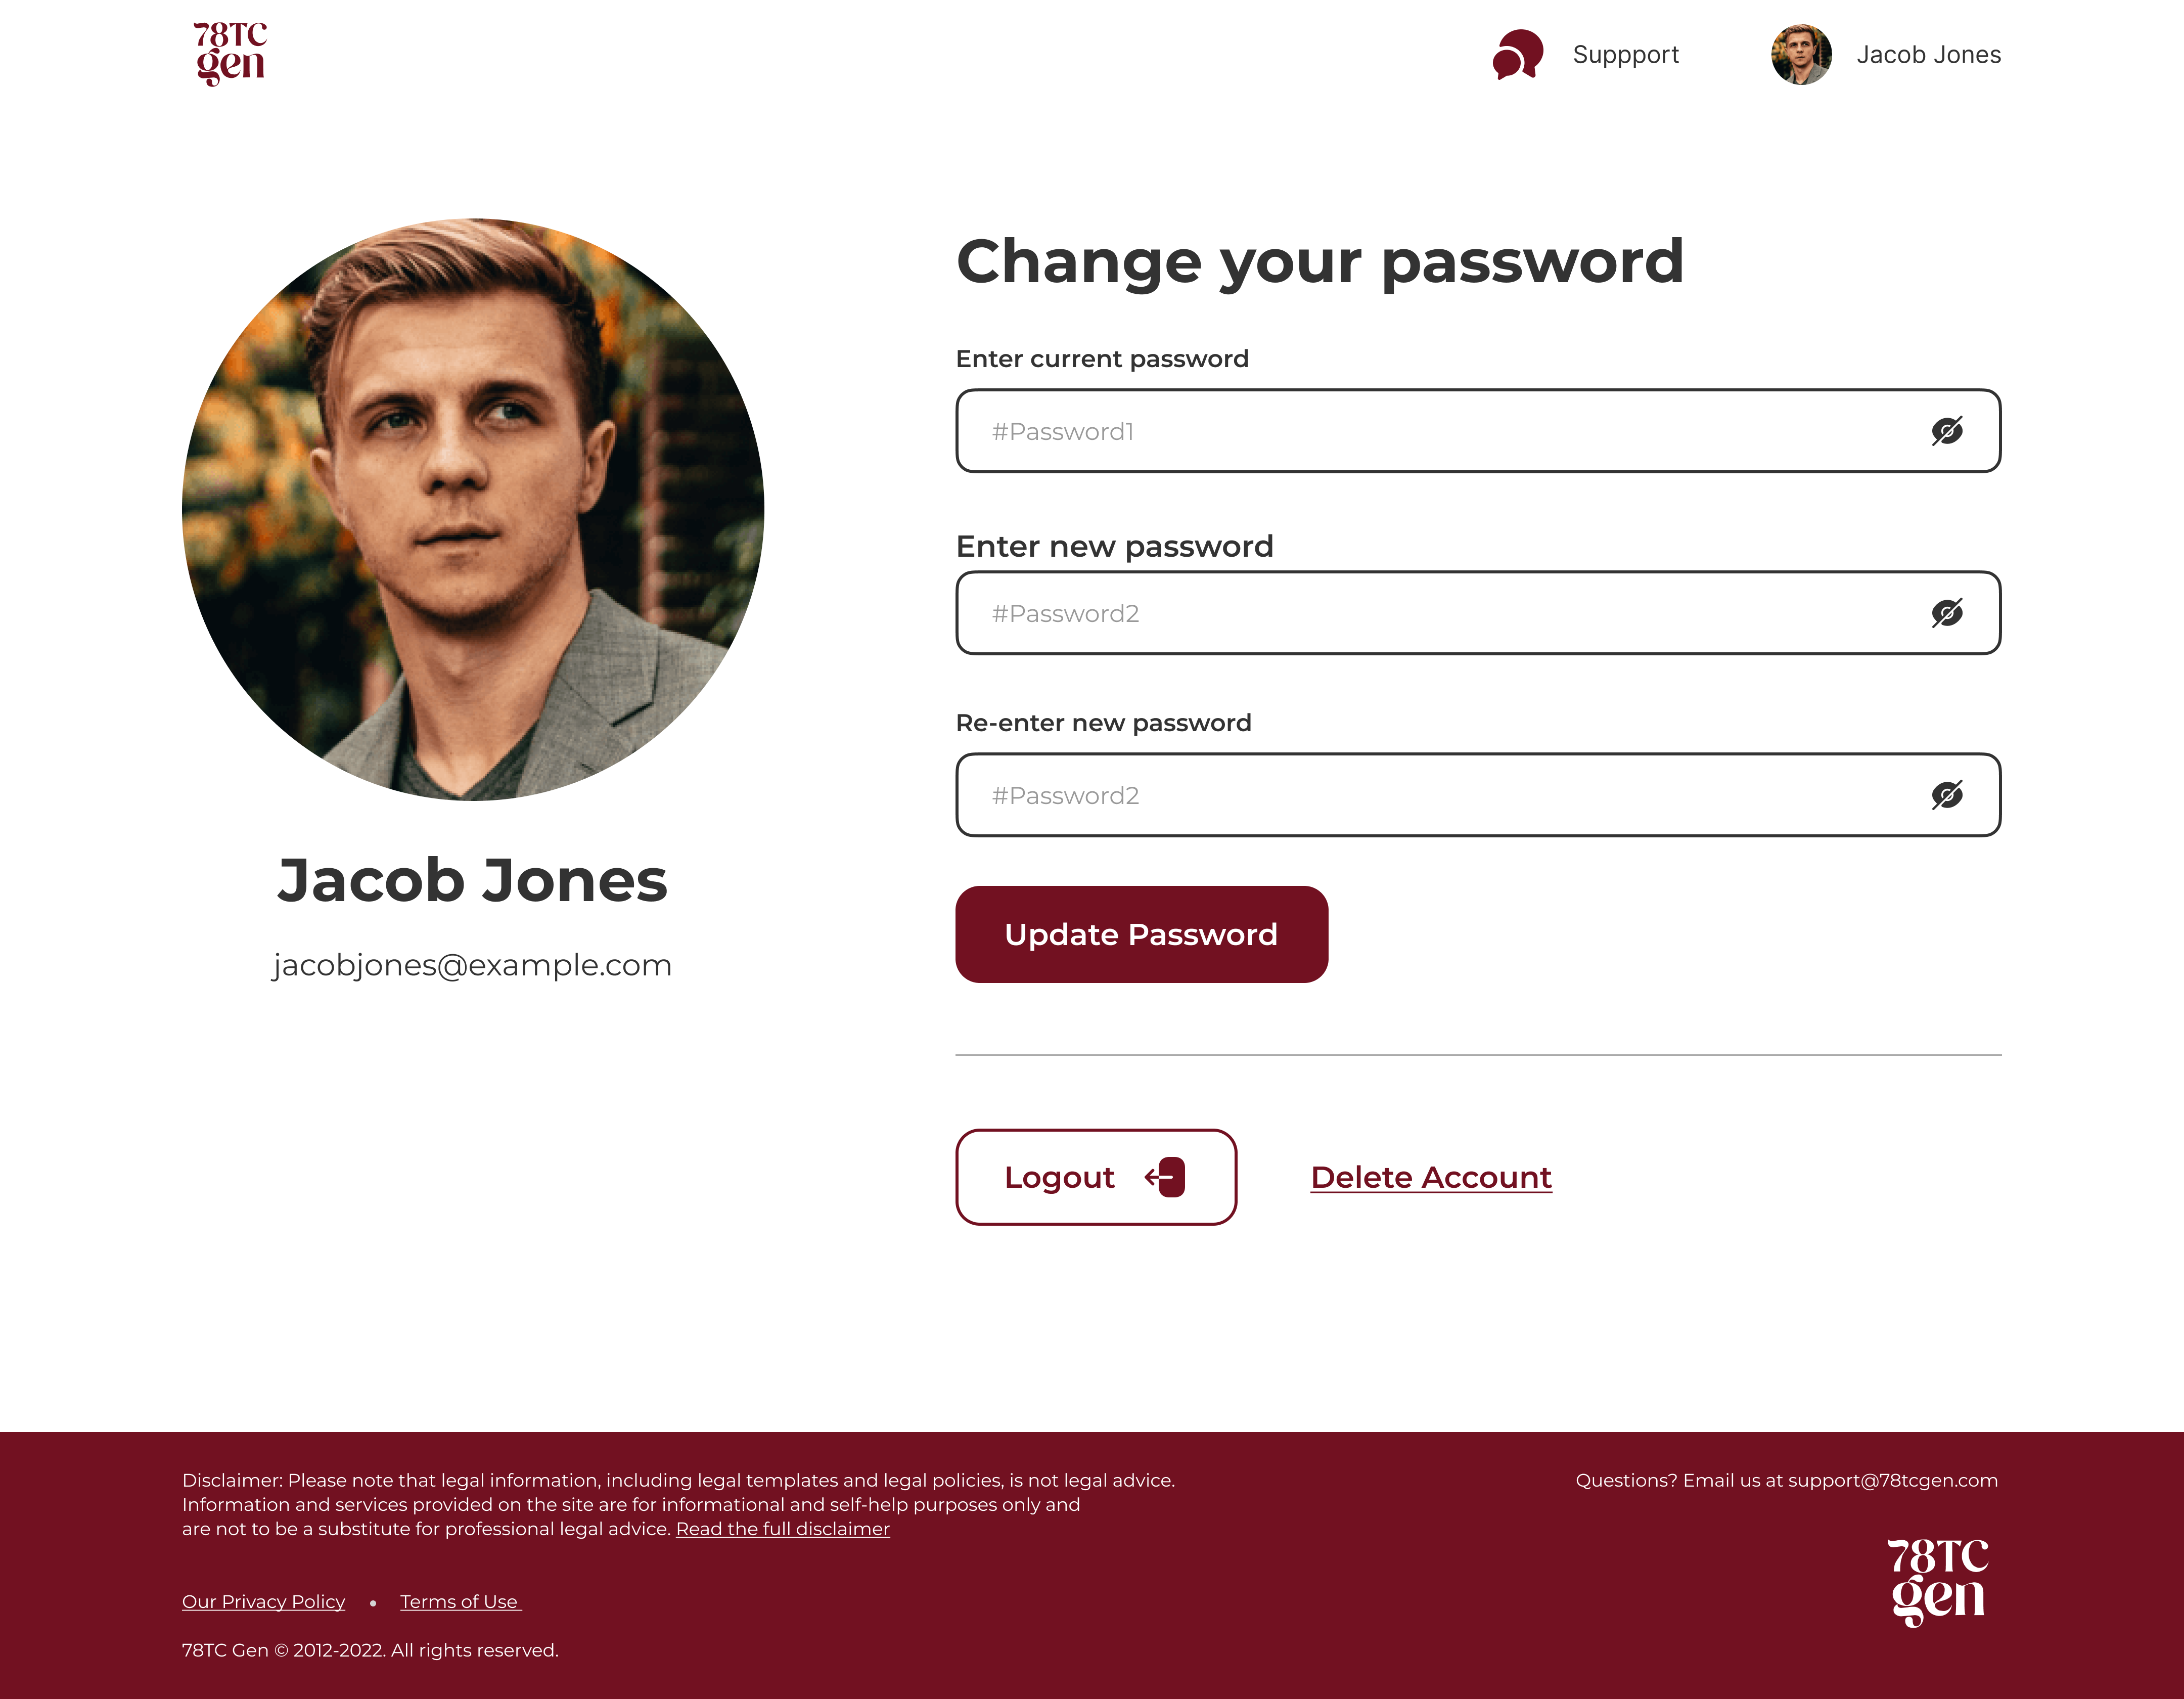 78TC
gen
Suppport
Jacob Jones
Change your password
Enter current password
#Password1
Enter new password
#Password2
Re-enter new password
#Password2
Update Password
Jacob Jones
jacobjones@example.com
Logout
Delete Account
Disclaimer: Please note that legal information, including legal templates and legal policies, is not legal advice.
Information and services provided on the site are for informational and self-help purposes only and
are not to be a substitute for professional legal advice. Read the full disclaimer
Our Privacy Policy • Terms of Use
78TC Gen © 2012-2022. All rights reserved.
Questions? Email us at support@78tcgen.com
78TC
gen